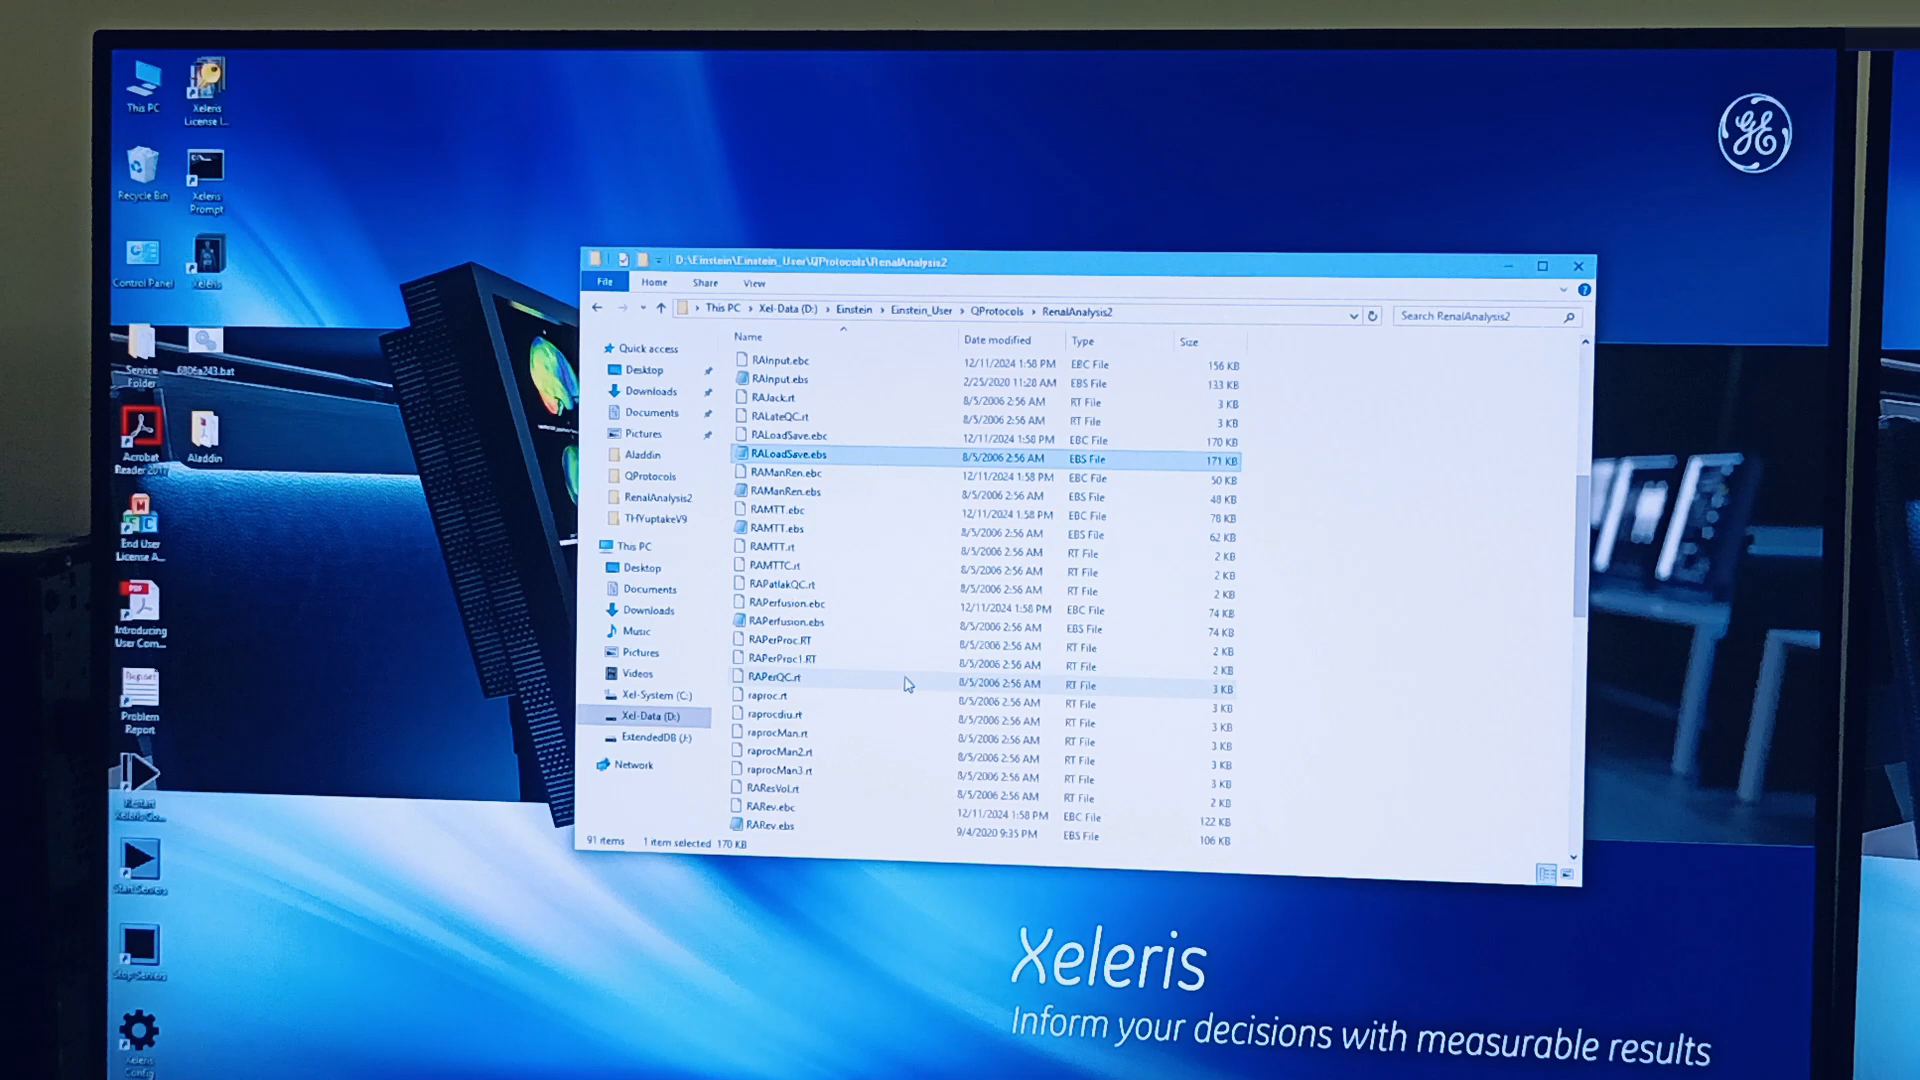 This PC
Xeleris
License I...
Recycle Bin
Xeleris
Prompt
Control Panel
Xeleris
Service
Folder
6806a243.bat
Acrobat
Reader 2017
Aladdin
End User
License A...
PDF
Introducing
User Com...
Report
Problem
Report
Restart
Xeleris Co...
Start Servers
Stop Servers
Xeleris
Config
GE
D:\Einstein\Einstein_User\QProtocols\RenalAnalysis2
File Home Share View
This PC > Xel-Data (D:) > Einstein > Einstein_User > QProtocols > RenalAnalysis2
Search RenalAnalysis2
Quick access
Desktop
Downloads
Documents
Pictures
Aladdin
QProtocols
RenalAnalysis2
THYuptakeV9
This PC
Desktop
Documents
Downloads
Music
Pictures
Videos
Xel-System (C:)
Xel-Data (D:)
ExtendedDB (J:)
Network
Name Date modified Type Size
RAInput.ebc 12/11/2024 1:58 PM EBC File 156 KB
RAInput.ebs 2/25/2020 11:28 AM EBS File 133 KB
RAJack.rt 8/5/2006 2:56 AM RT File 3 KB
RALateQC.rt 8/5/2006 2:56 AM RT File 3 KB
RALoadSave.ebc 12/11/2024 1:58 PM EBC File 170 KB
RALoadSave.ebs 8/5/2006 2:56 AM EBS File 171 KB
RAManRen.ebc 12/11/2024 1:58 PM EBC File 50 KB
RAManRen.ebs 8/5/2006 2:56 AM EBS File 48 KB
RAMTT.ebc 12/11/2024 1:58 PM EBC File 78 KB
RAMTT.ebs 8/5/2006 2:56 AM EBS File 62 KB
RAMTT.rt 8/5/2006 2:56 AM RT File 2 KB
RAMTTC.rt 8/5/2006 2:56 AM RT File 2 KB
RAPatlakQC.rt 8/5/2006 2:56 AM RT File 2 KB
RAPerfusion.ebc 12/11/2024 1:58 PM EBC File 74 KB
RAPerfusion.ebs 8/5/2006 2:56 AM EBS File 74 KB
RAPerProc.RT 8/5/2006 2:56 AM RT File 2 KB
RAPerProc1.RT 8/5/2006 2:56 AM RT File 2 KB
RAPerQC.rt 8/5/2006 2:56 AM RT File 3 KB
raproc.rt 8/5/2006 2:56 AM RT File 3 KB
raprocdiu.rt 8/5/2006 2:56 AM RT File 3 KB
raprocMan.rt 8/5/2006 2:56 AM RT File 3 KB
raprocMan2.rt 8/5/2006 2:56 AM RT File 3 KB
raprocMan3.rt 8/5/2006 2:56 AM RT File 3 KB
RAResVol.rt 8/5/2006 2:56 AM RT File 2 KB
RARev.ebc 12/11/2024 1:58 PM EBC File 122 KB
RARev.ebs 9/4/2020 9:35 PM EBS File 106 KB
91 items 1 item selected 170 KB
Xeleris
Inform your decisions with measurable results